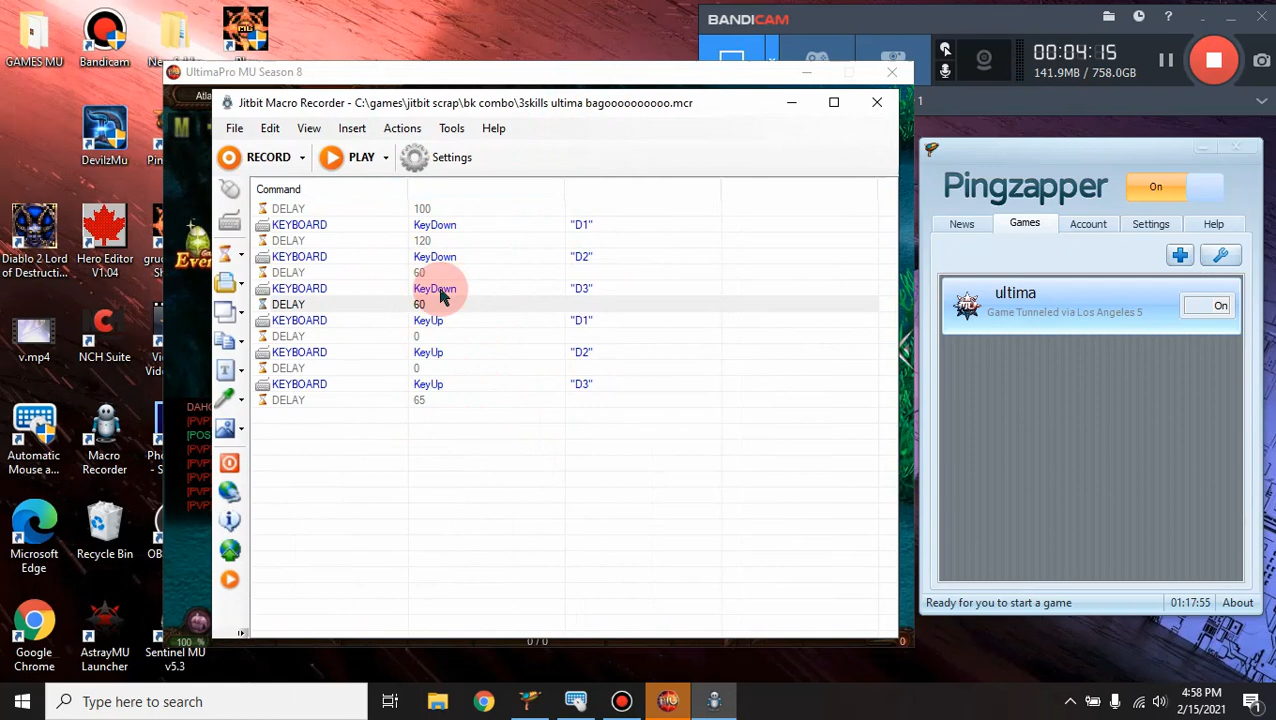 GAMES MU
Bandicam
DevilzMu
Diablo 2 Lord
of Destructi...
Hero Editor
V1.04
v.mp4
NCH Suite
Automatic
Mouse a...
Macro
Recorder
Microsoft
Edge
Recycle Bin
Google
Chrome
AstrayMU
Launcher
Sentinel MU
v5.3
UltimaPro MU Season 8
Jitbit Macro Recorder - C:\games\jitbit scrap\bk combo\3skills ultima bagoooooooooo.mcr
File Edit View Insert Actions Tools Help
RECORD PLAY Settings
Command
DELAY 100
KEYBOARD KeyDown "D1"
DELAY 120
KEYBOARD KeyDown "D2"
DELAY 60
KEYBOARD KeyDown "D3"
DELAY 60
KEYBOARD KeyUp "D1"
DELAY 0
KEYBOARD KeyUp "D2"
DELAY 0
KEYBOARD KeyUp "D3"
DELAY 65
100 %
0 / 0
BANDICAM
00:04:15
141.9MB / 758.0GB
Pingzapper
On
News Games Account Settings Help
ultima
Game Tunneled via Los Angeles 5
On
Ready for you to start a game 01:17:55 About
Type here to search
4:58 PM
2/15/2021